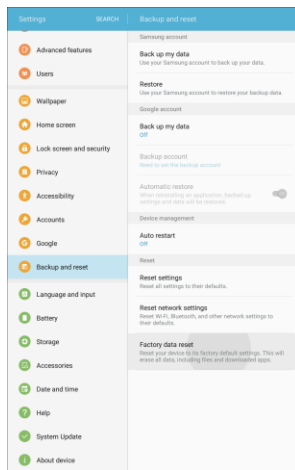 Settings
SEARCH
Advanced features
Users
Wallpaper
Home screen
Lock screen and security
Privacy
Accessibility
Accounts
Google
Backup and reset
Language and input
Battery
Storage
Accessories
Date and time
Help
System Update
About device
Backup and reset
Samsung account
Back up my data
Use your Samsung account to back up your data.
Restore
Use your Samsung account to restore your backup data.
Google account
Back up my data
Off
Backup account
Need to set the backup account
Automatic restore
When reinstalling an application, backed up
settings and data will be restored
Device management
Auto restart
Off
Reset
Reset settings
Reset all settings to their defaults.
Reset network settings
Reset Wi-Fi, Bluetooth, and other network settings to
their defaults.
Factory data reset
Reset your device to its factory default settings. This will
erase all data, including files and downloaded apps.